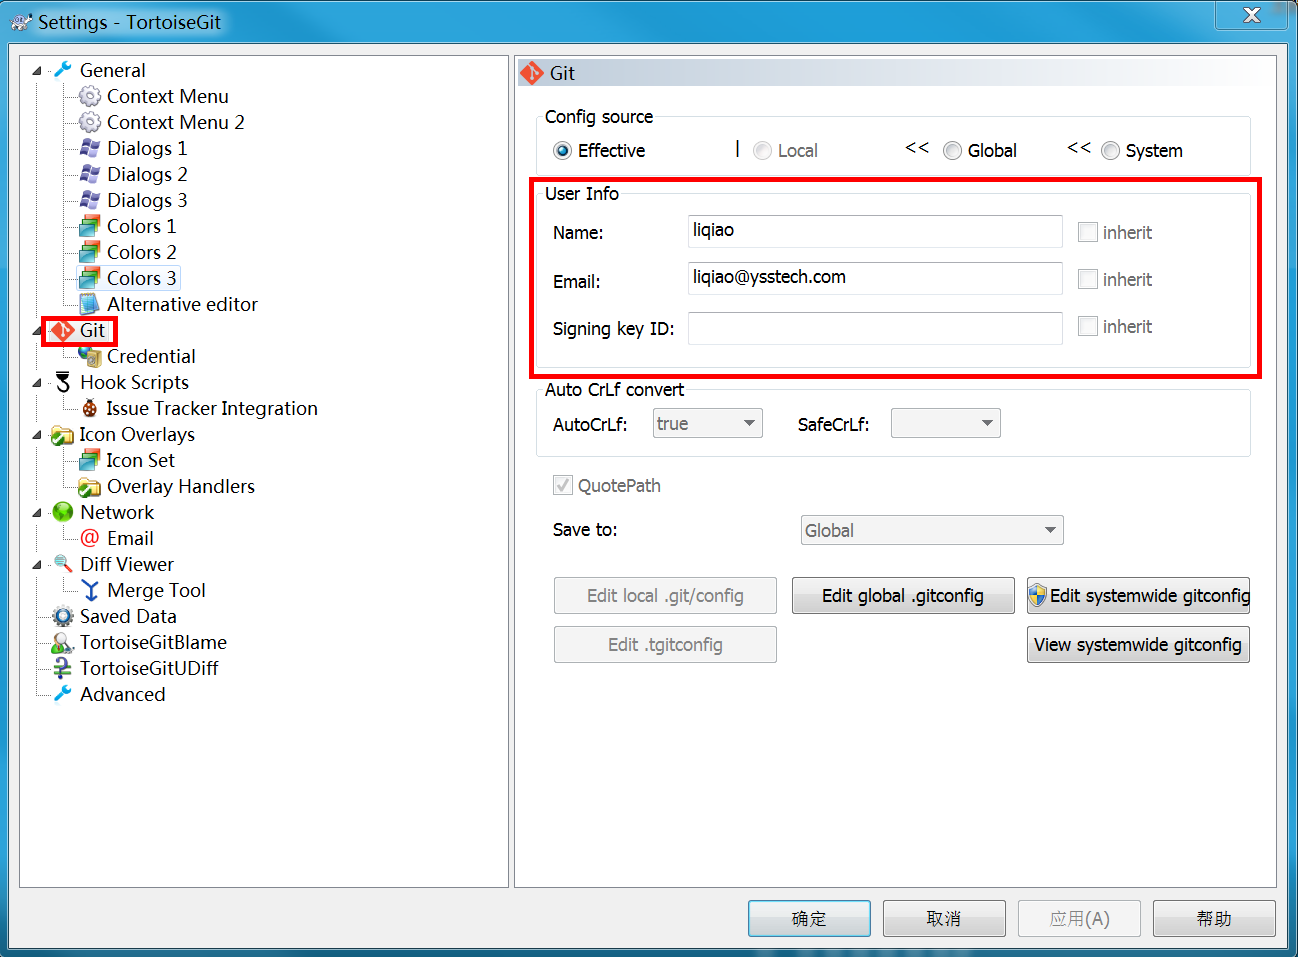 Settings - TortoiseGit
General
Context Menu
Context Menu 2
Dialogs 1
Dialogs 2
Dialogs 3
Colors 1
Colors 2
Colors 3
Alternative editor
Git
Credential
Hook Scripts
Issue Tracker Integration
Icon Overlays
Icon Set
Overlay Handlers
Network
Email
Diff Viewer
Merge Tool
Saved Data
TortoiseGitBlame
TortoiseGitUDiff
Advanced
Git
Config source
Effective | Local << Global << System
User Info
Name: liqiao inherit
Email: liqiao@ysstech.com inherit
Signing key ID: inherit
Auto CrLf convert
AutoCrLf: true SafeCrLf:
QuotePath
Save to: Global
Edit local .git/config Edit global .gitconfig Edit systemwide gitconfig
Edit .tgitconfig View systemwide gitconfig
确定 取消 应用(A) 帮助